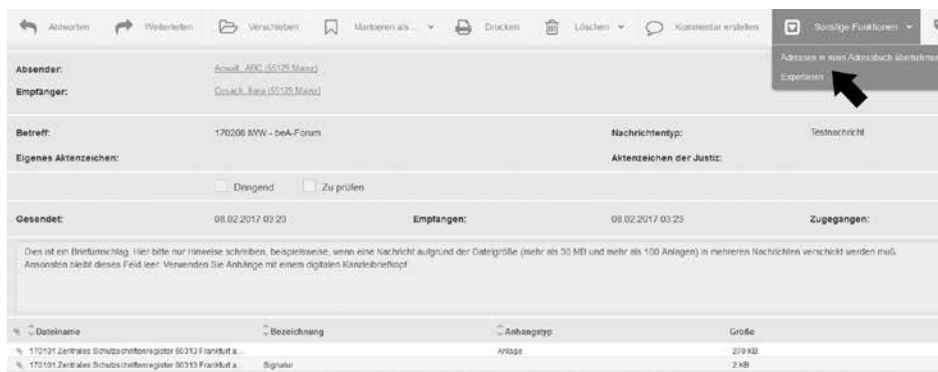 Antworten Weiterleiten Verschieben Markieren als... Drucken Löschen Kommentar erstellen Sonstige Funktionen
Adressen in mein Adressbuch übernehmen
Exportieren
Absender: Anwalt, ABC (55125 Mainz)
Empfänger: Cosack, Ilona (55125 Mainz)
Betreff: 170208 IWW - beA-Forum Nachrichtentyp: Testnachricht
Eigenes Aktenzeichen: Aktenzeichen der Justiz:
Dringend Zu prüfen
Gesendet: 08.02.2017 03:23 Empfangen: 08.02.2017 03:23 Zugegangen:
Dies ist ein Briefumschlag. Hier bitte nur Hinweise schreiben, beispielsweise, wenn eine Nachricht aufgrund der Dateigröße (mehr als 30 MB und mehr als 100 Anlagen) in mehreren Nachrichten verschickt werden muß.
Ansonsten bleibt dieses Feld leer. Verwenden Sie Anhänge mit einem digitalen Kanzleibriefkopf
Dateiname Bezeichnung Anhangstyp Größe
170101 Zentrales Schutzschriftenregister 60313 Frankfurt a... Anlage 270 KB
170101 Zentrales Schutzschriftenregister 60313 Frankfurt a... Signatur 2 KB